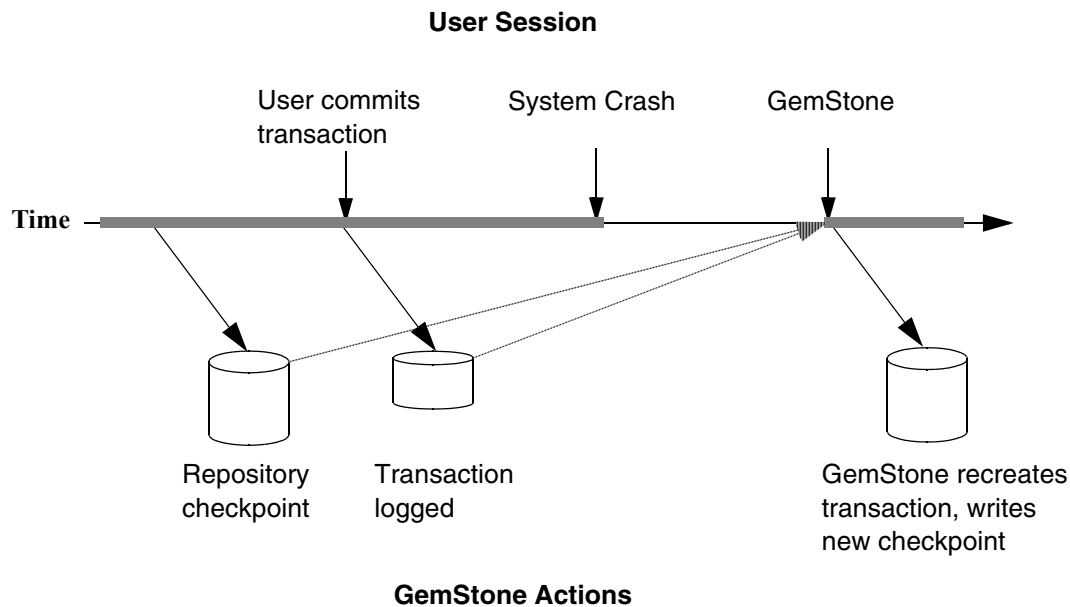 User Session
User commits
transaction
System Crash
GemStone
Time
Repository
checkpoint
Transaction
logged
GemStone recreates
transaction, writes
new checkpoint
GemStone Actions